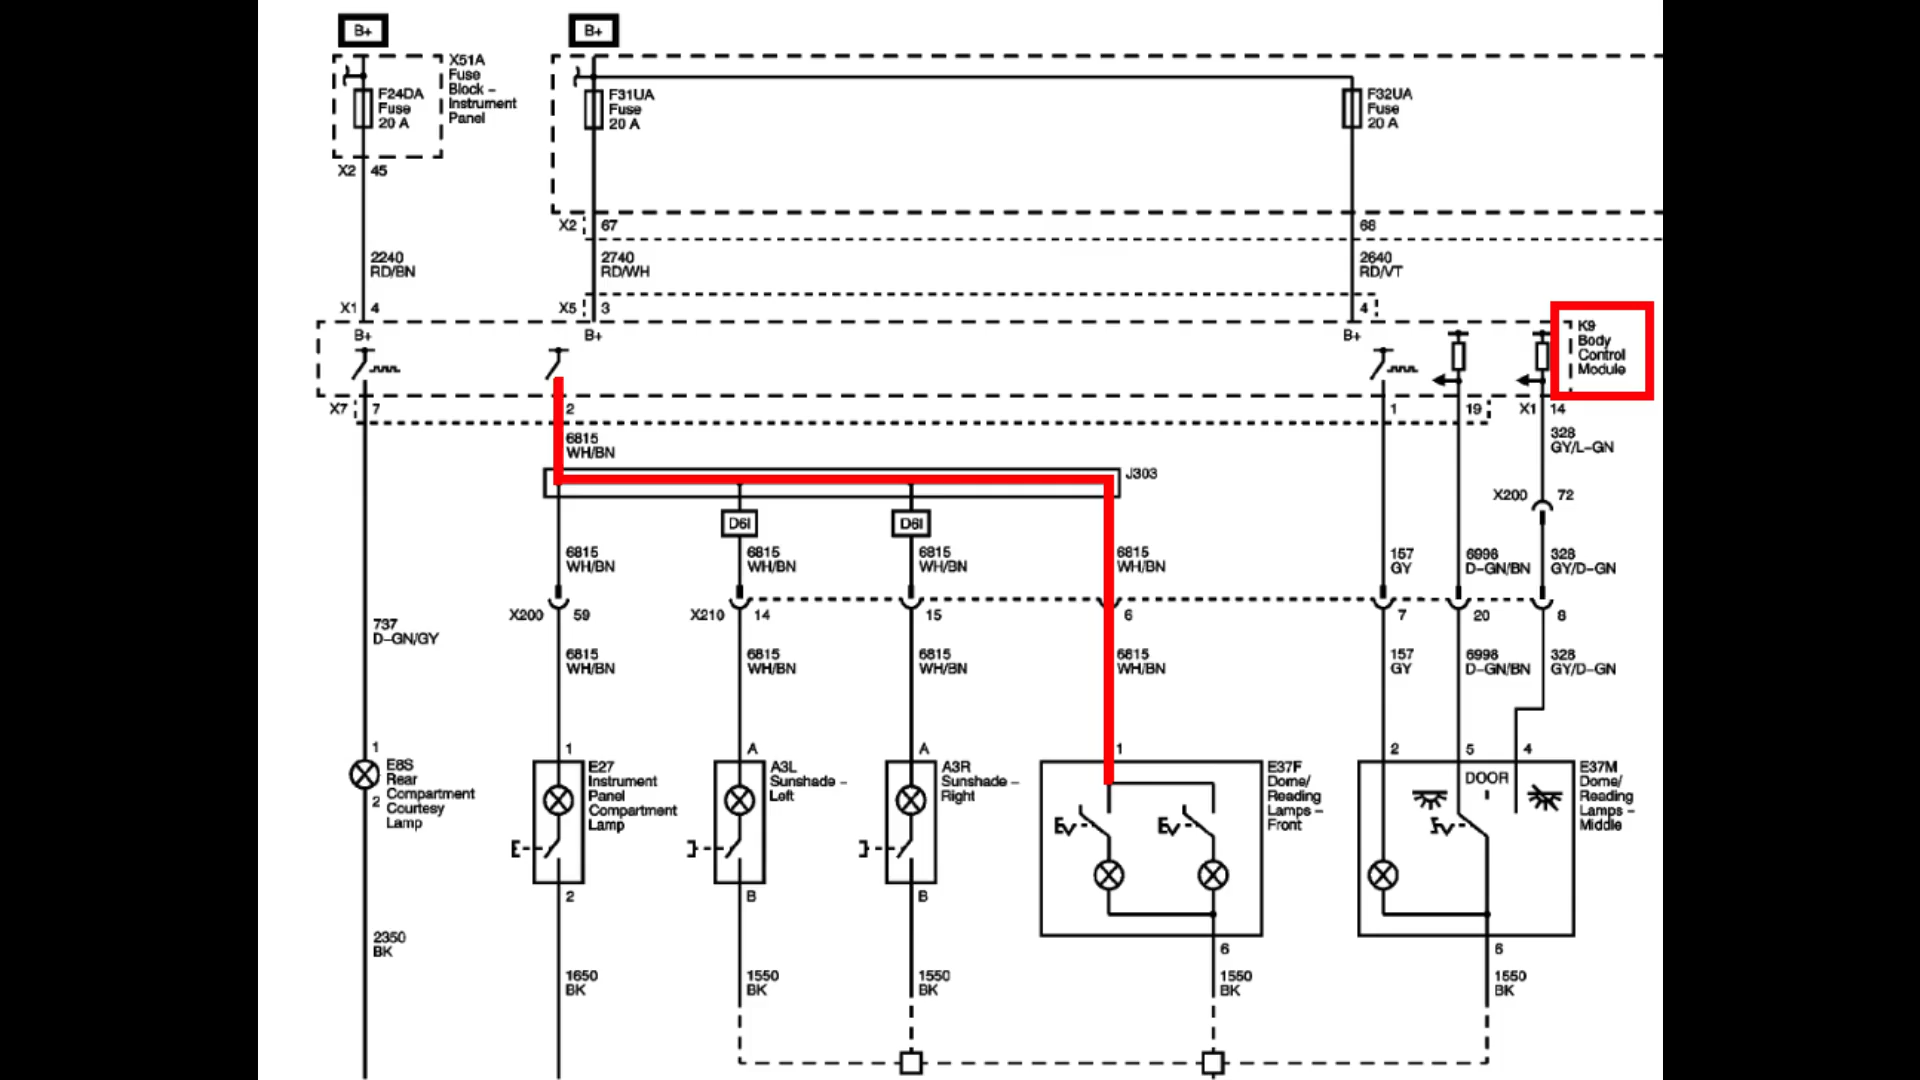 B+
B+
X51A
Fuse
Block –
Instrument
Panel
F24DA
Fuse
20 A
F31UA
Fuse
20 A
F32UA
Fuse
20 A
X2 45
X2 67
68
2240
RD/BN
2740
RD/WH
2640
RD/VT
X1 4
X5 3
4
B+
B+
B+
K9
Body
Control
Module
X7 7
2
1
19
X1 14
6815
WH/BN
328
GY/L–GN
J303
X200 72
D6I
D6I
6815
WH/BN
6815
WH/BN
6815
WH/BN
6815
WH/BN
157
GY
6998
D–GN/BN
328
GY/D–GN
X200 59
X210 14
15
6
7
20
8
737
D–GN/GY
6815
WH/BN
6815
WH/BN
6815
WH/BN
6815
WH/BN
157
GY
6998
D–GN/BN
328
GY/D–GN
1
1
A
A
1
2
5
4
E8S
Rear
Compartment
Courtesy
Lamp
2
E27
Instrument
Panel
Compartment
Lamp
A3L
Sunshade –
Left
A3R
Sunshade –
Right
E37F
Dome/
Reading
Lamps –
Front
DOOR
E37M
Dome/
Reading
Lamps –
Middle
2
B
B
6
6
2350
BK
1650
BK
1550
BK
1550
BK
1550
BK
1550
BK